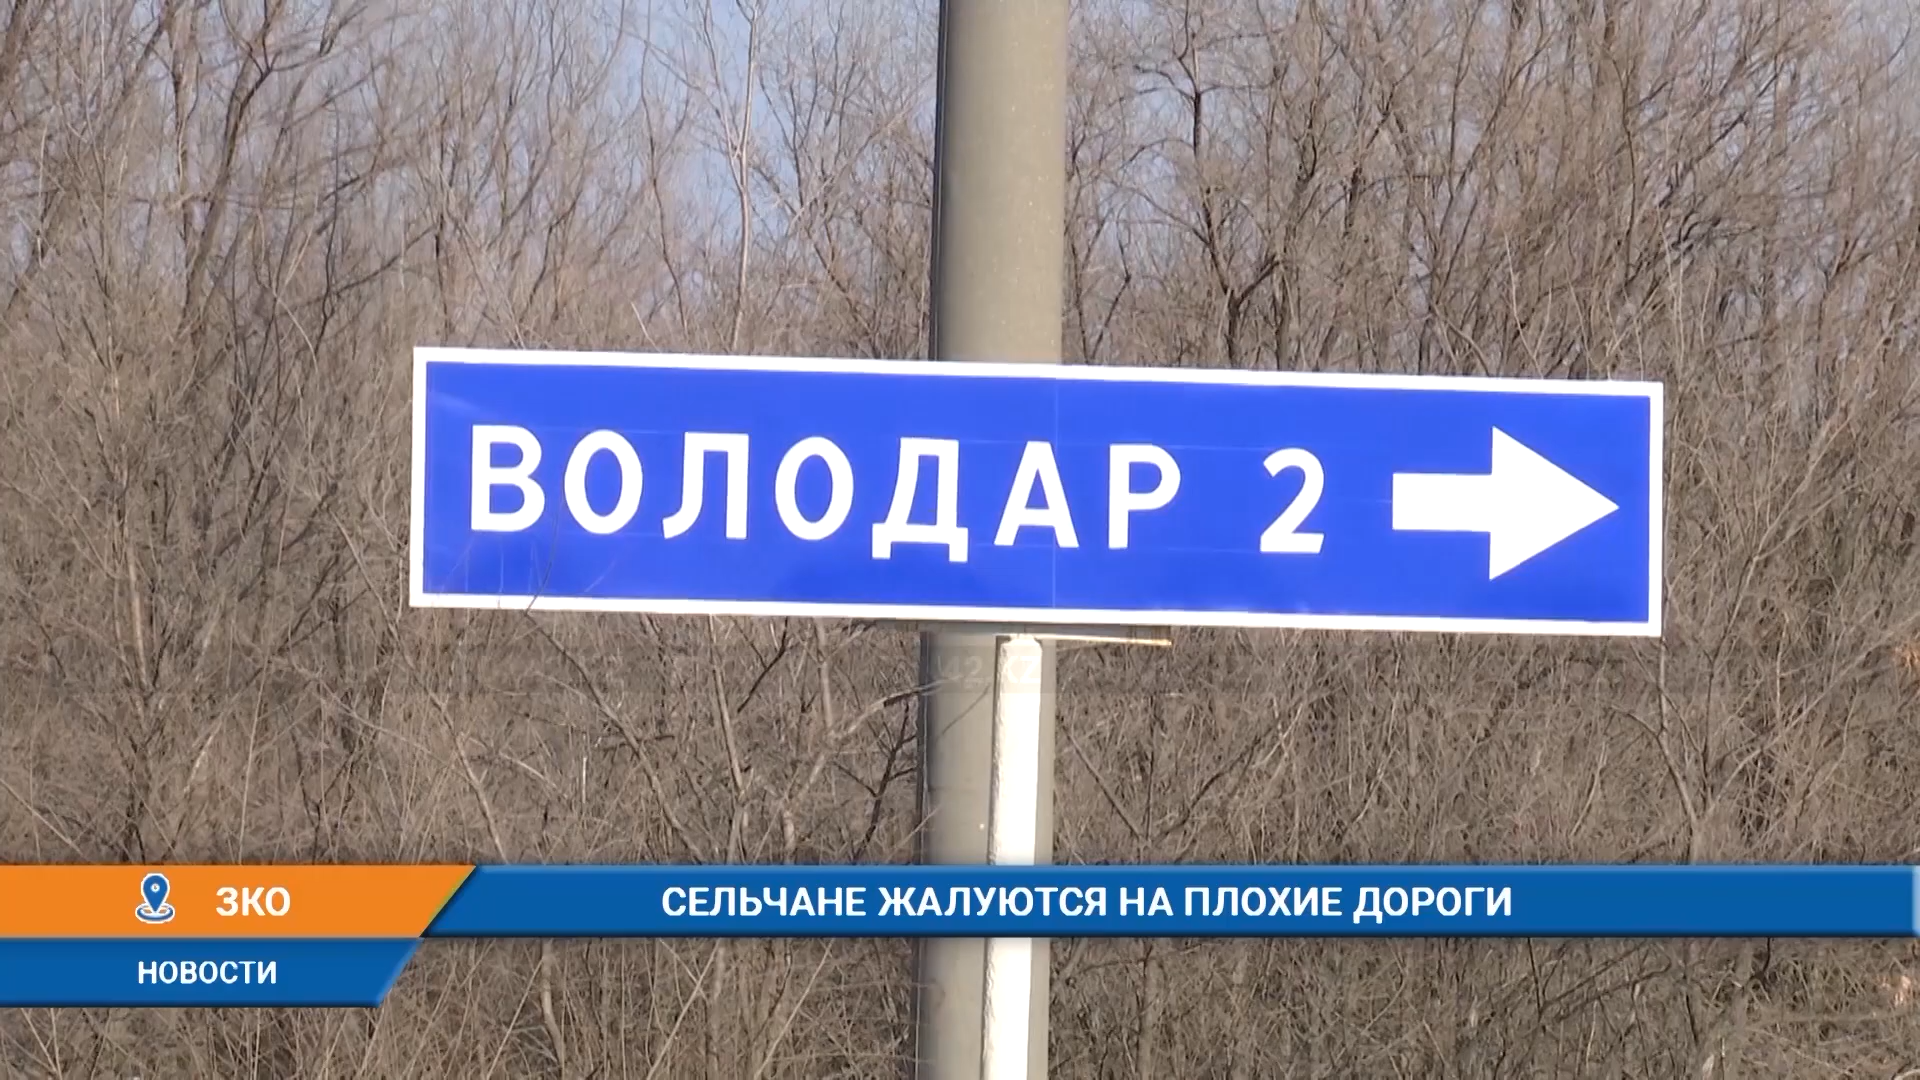 ВОЛОДАР 2
ЗКО
СЕЛЬЧАНЕ ЖАЛУЮТСЯ НА ПЛОХИЕ ДОРОГИ
НОВОСТИ